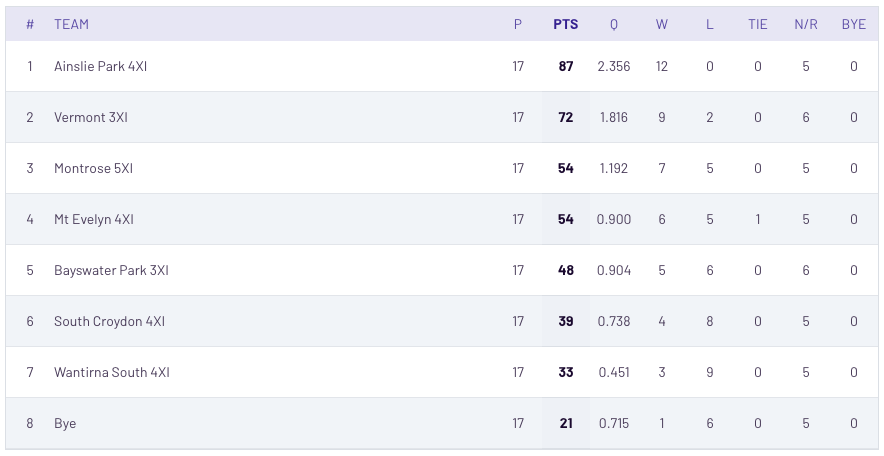 # TEAM P PTS Q W L TIE N/R BYE
1 Ainslie Park 4XI 17 87 2.356 12 0 0 5 0
2 Vermont 3XI 17 72 1.816 9 2 0 6 0
3 Montrose 5XI 17 54 1.192 7 5 0 5 0
4 Mt Evelyn 4XI 17 54 0.900 6 5 1 5 0
5 Bayswater Park 3XI 17 48 0.904 5 6 0 6 0
6 South Croydon 4XI 17 39 0.738 4 8 0 5 0
7 Wantirna South 4XI 17 33 0.451 3 9 0 5 0
8 Bye 17 21 0.715 1 6 0 5 0